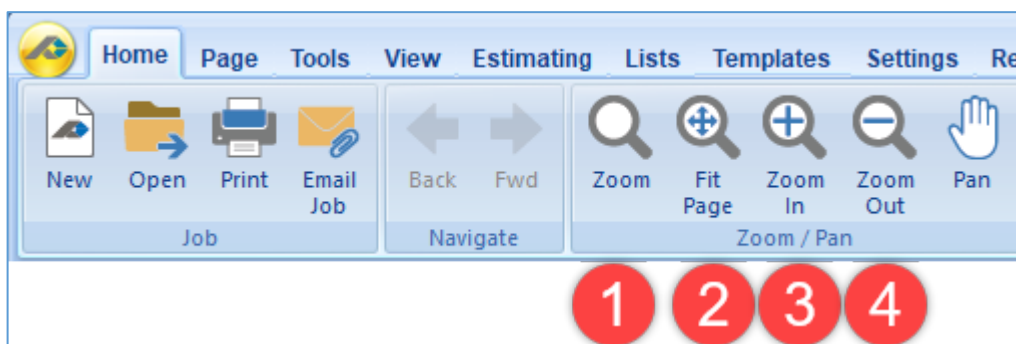 Home Page Tools View Estimating Lists Templates Settings Re
New Open Print Email Job Back Fwd Zoom Fit Page Zoom In Zoom Out Pan
Job Navigate Zoom / Pan
1 2 3 4